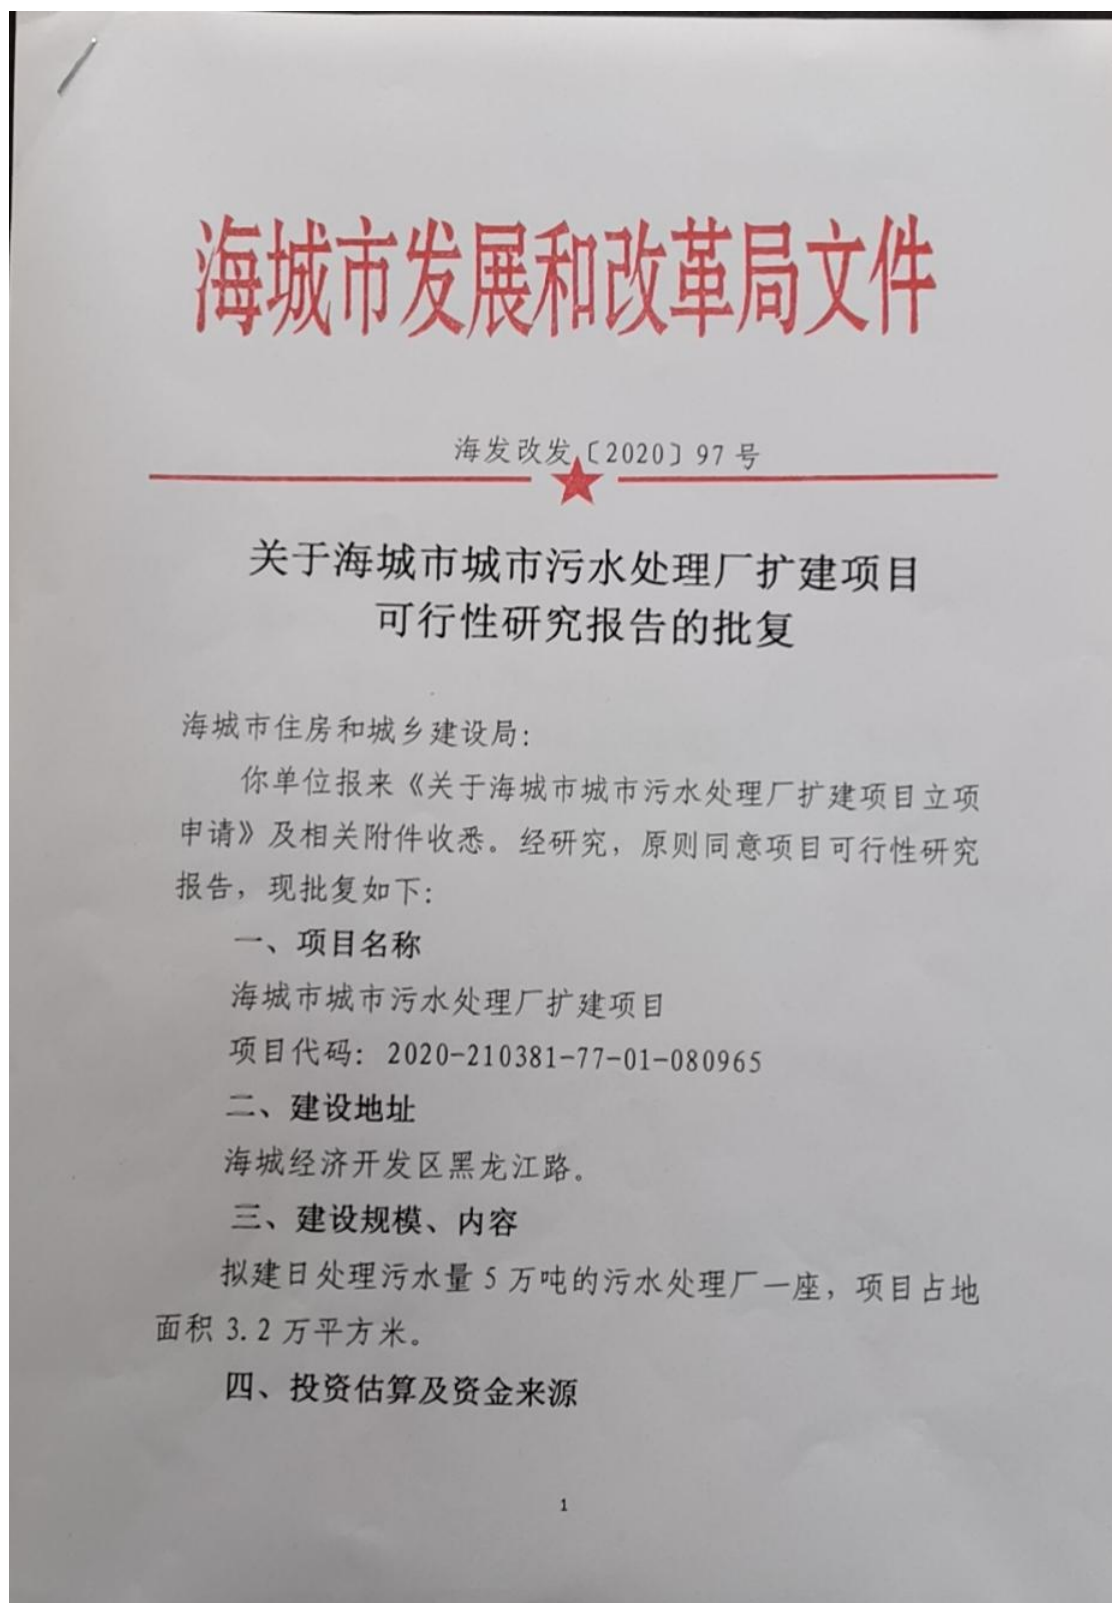 海城市发展和改革局文件
海发改发〔2020〕97号
关于海城市城市污水处理厂扩建项目
可行性研究报告的批复
海城市住房和城乡建设局：
你单位报来《关于海城市城市污水处理厂扩建项目立项
申请》及相关附件收悉。经研究，原则同意项目可行性研究
报告，现批复如下：
一、项目名称
海城市城市污水处理厂扩建项目
项目代码：2020-210381-77-01-080965
二、建设地址
海城经济开发区黑龙江路。
三、建设规模、内容
拟建日处理污水量5万吨的污水处理厂一座，项目占地
面积3.2万平方米。
四、投资估算及资金来源
1